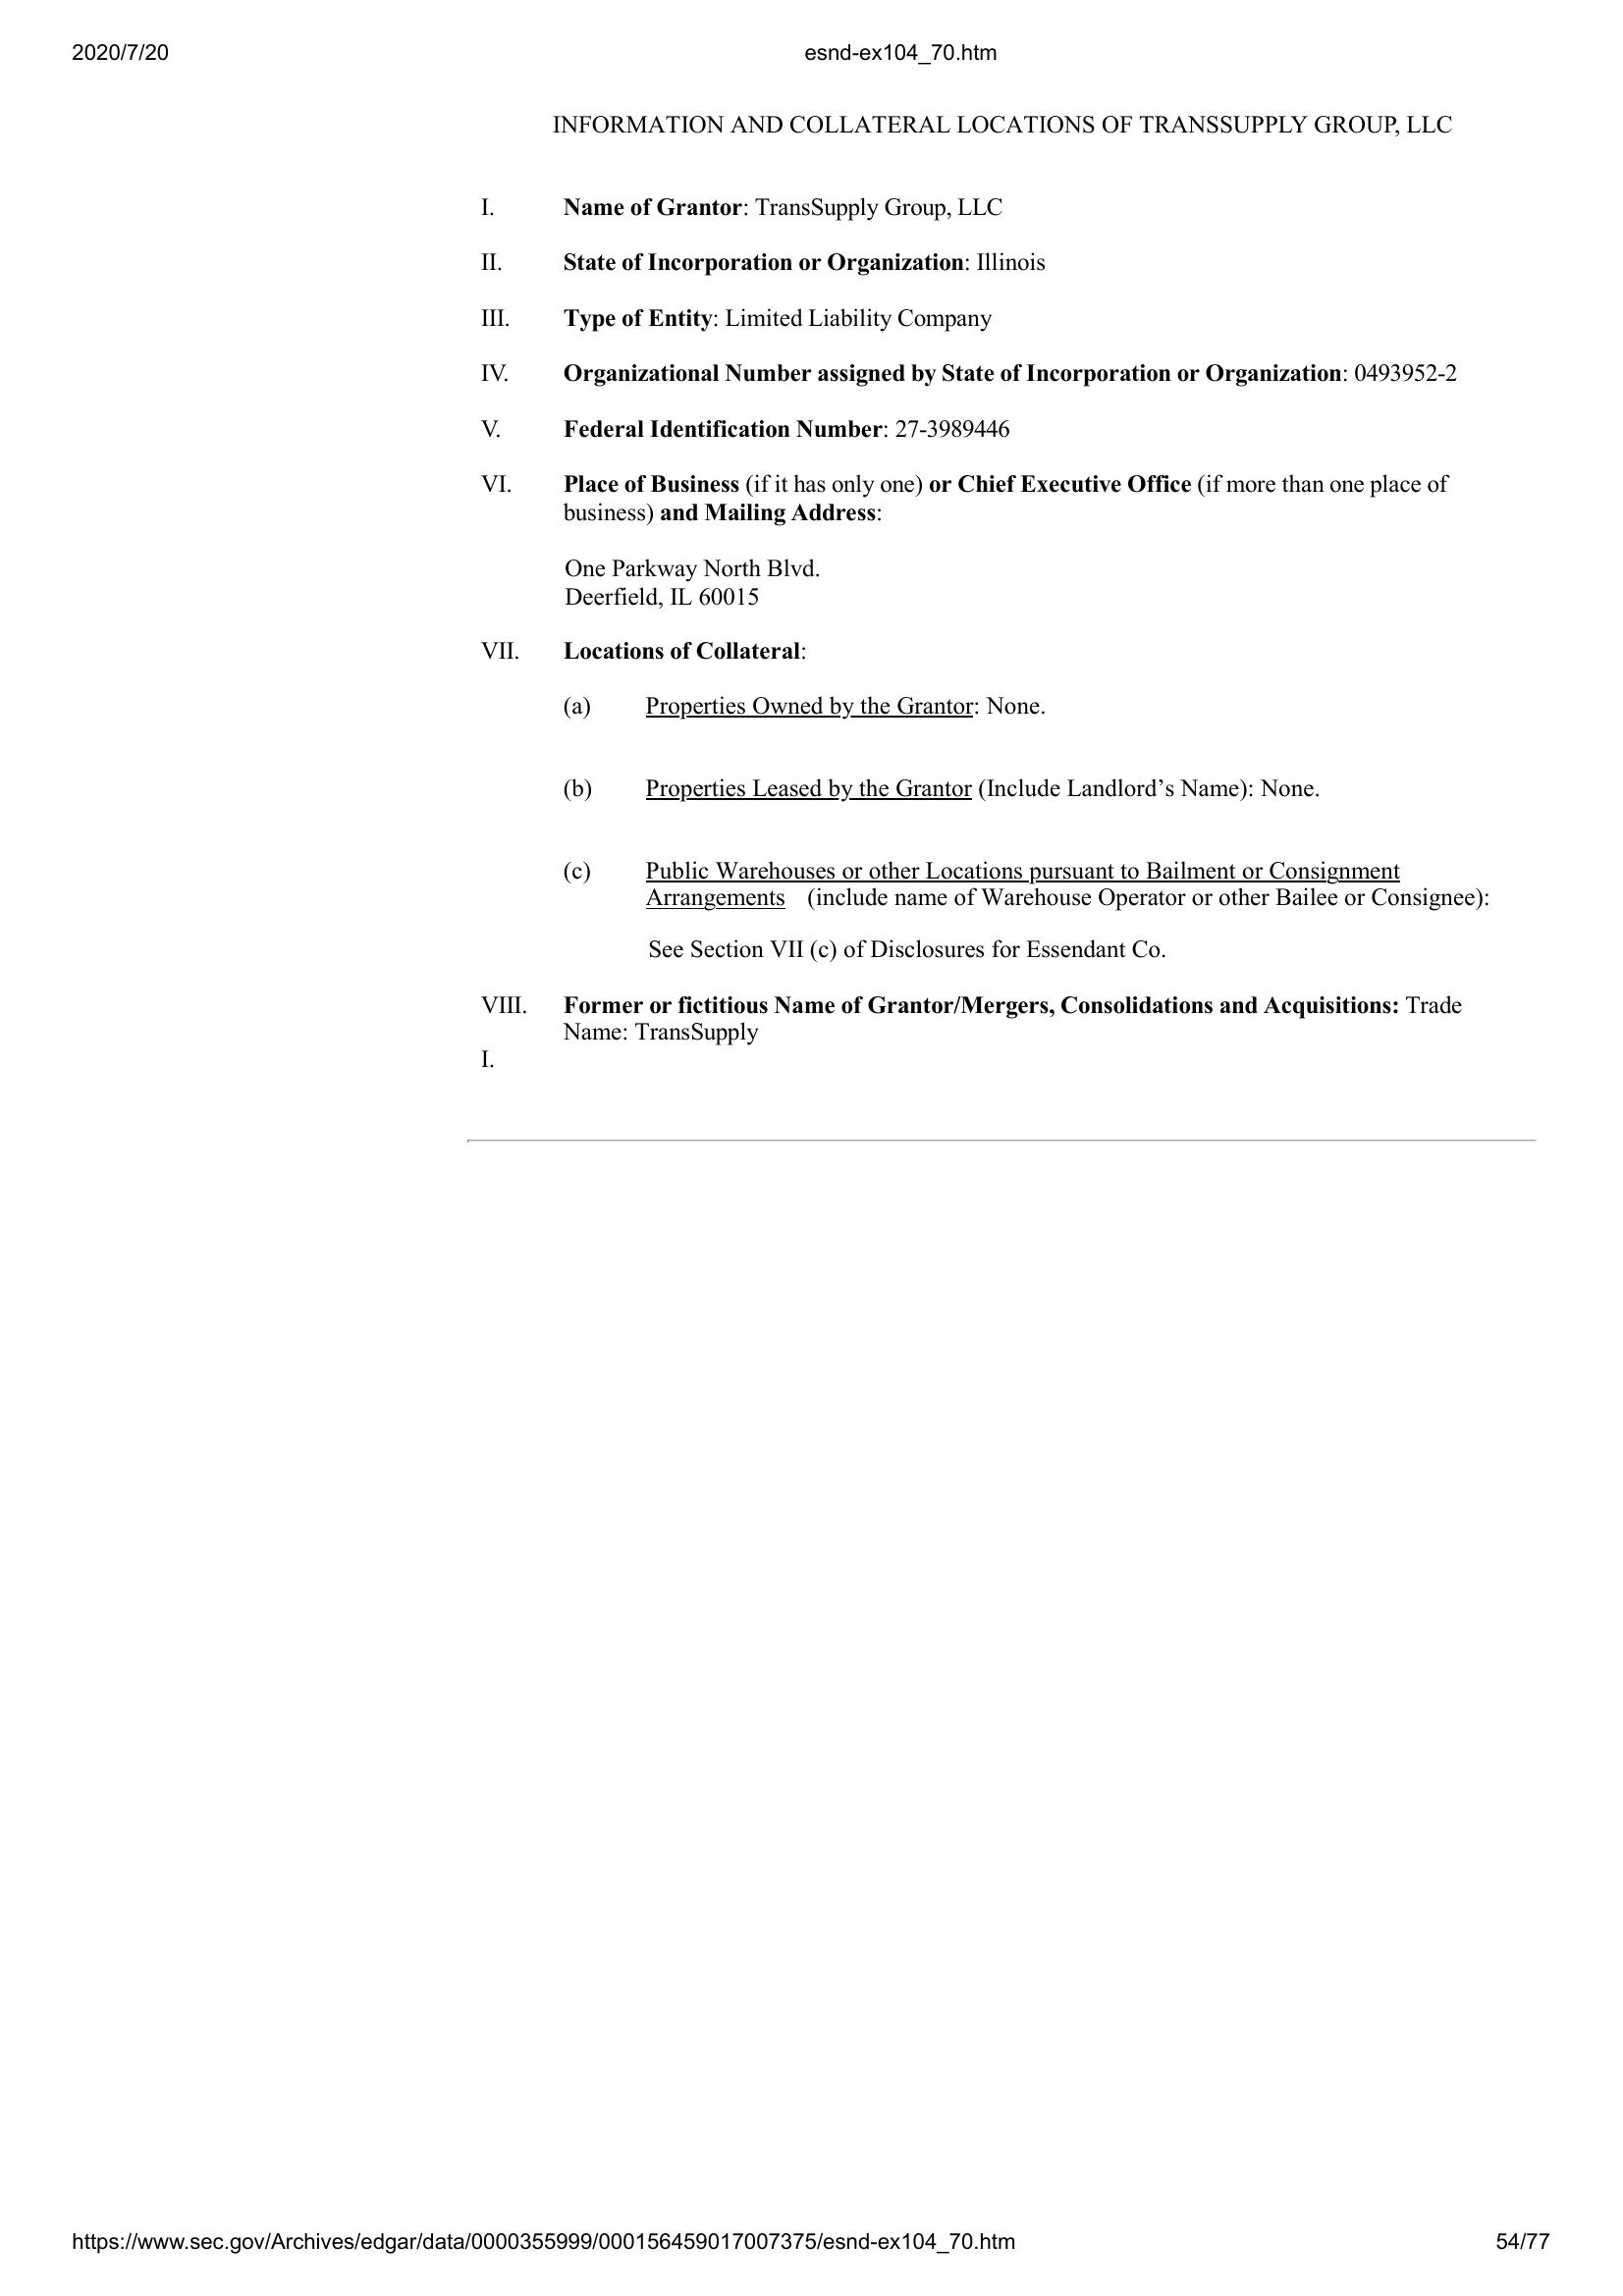 2020/7/20 esnd-ex104_70.htm
INFORMATION AND COLLATERAL LOCATIONS OF TRANSSUPPLY GROUP, LLC
I. Name of Grantor: TransSupply Group, LLC
II. State of Incorporation or Organization: Illinois
III. Type of Entity: Limited Liability Company
IV. Organizational Number assigned by State of Incorporation or Organization: 0493952-2
V. Federal Identification Number: 27-3989446
VI. Place of Business (if it has only one) or Chief Executive Office (if more than one place of
business) and Mailing Address:
One Parkway North Blvd.
Deerfield, IL 60015
VII. Locations of Collateral:
(a) Properties Owned by the Grantor: None.
(b) Properties Leased by the Grantor (Include Landlord’s Name): None.
(c) Public Warehouses or other Locations pursuant to Bailment or Consignment
Arrangements (include name of Warehouse Operator or other Bailee or Consignee):
See Section VII (c) of Disclosures for Essendant Co.
VIII. Former or fictitious Name of Grantor/Mergers, Consolidations and Acquisitions: Trade
Name: TransSupply
I.
https://www.sec.gov/Archives/edgar/data/0000355999/000156459017007375/esnd-ex104_70.htm 54/77